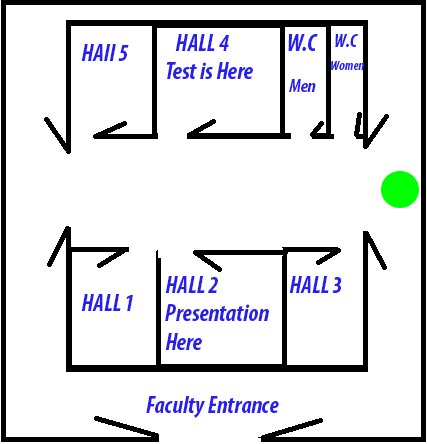 HAll 5
HALL 4
Test is Here
W.C
Men
W.C
Women
HALL 1
HALL 2
Presentation
Here
HALL 3
Faculty Entrance